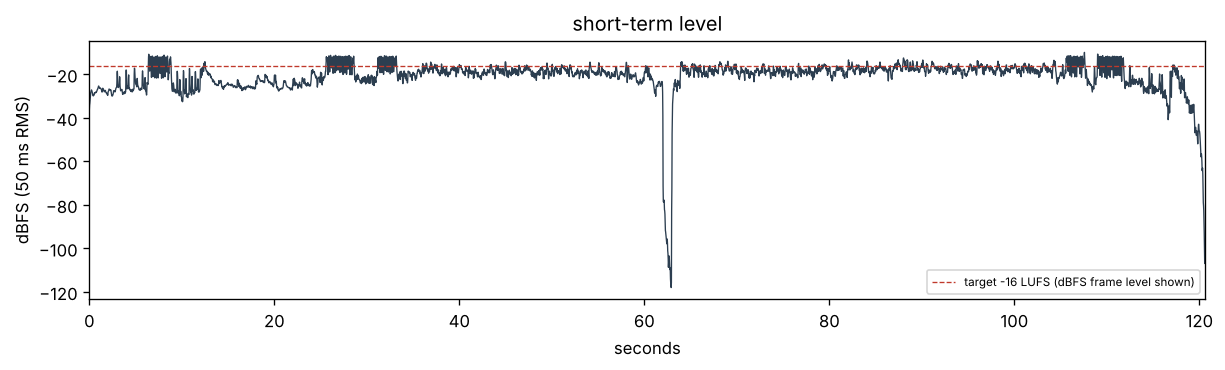 short-term level
dBFS (50 ms RMS)
−20
−40
−60
−80
−100
−120
target -16 LUFS (dBFS frame level shown)
0 20 40 60 80 100 120
seconds